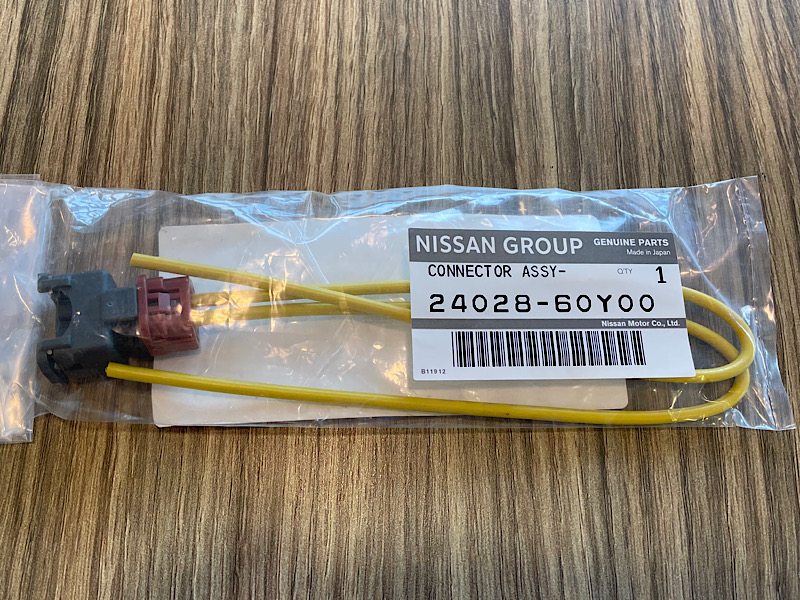 NISSAN GROUP GENUINE PARTS
Made in Japan
CONNECTOR ASSY- QTY 1
24028-60Y00
Nissan Motor Co., Ltd.
B11912